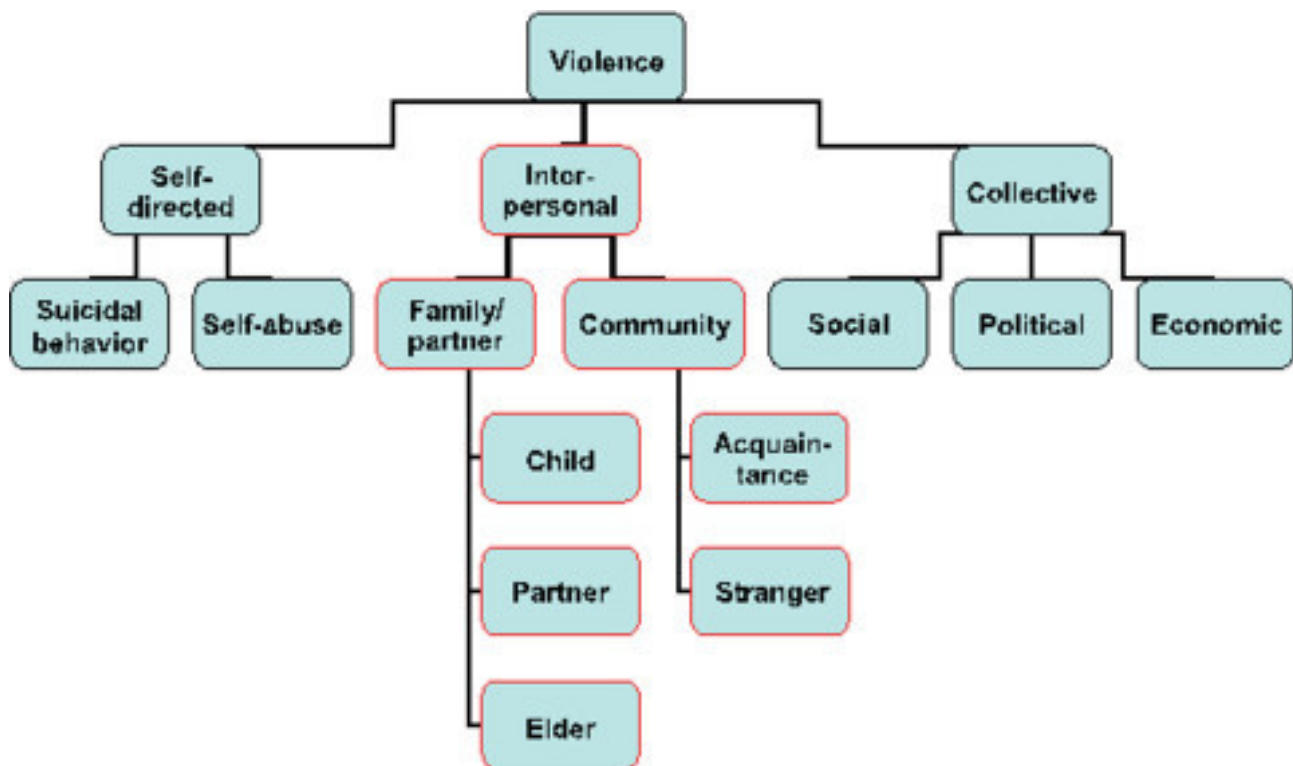 Violence
Self-
directed
Inter-
personal
Collective
Suicidal
behavior
Self-abuse
Family/
partner
Community
Social
Political
Economic
Child
Acquain-
tance
Partner
Stranger
Elder